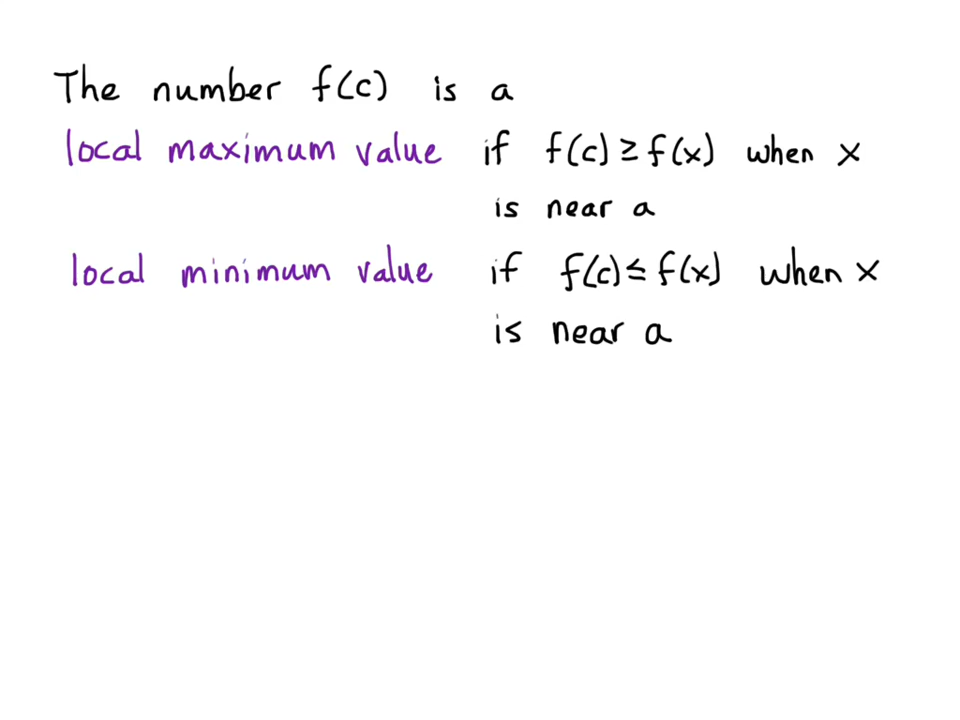 The number f(c) is a
local maximum value if f(c) ≥ f(x) when x
is near a
local minimum value if f(c) ≤ f(x) when x
is near a